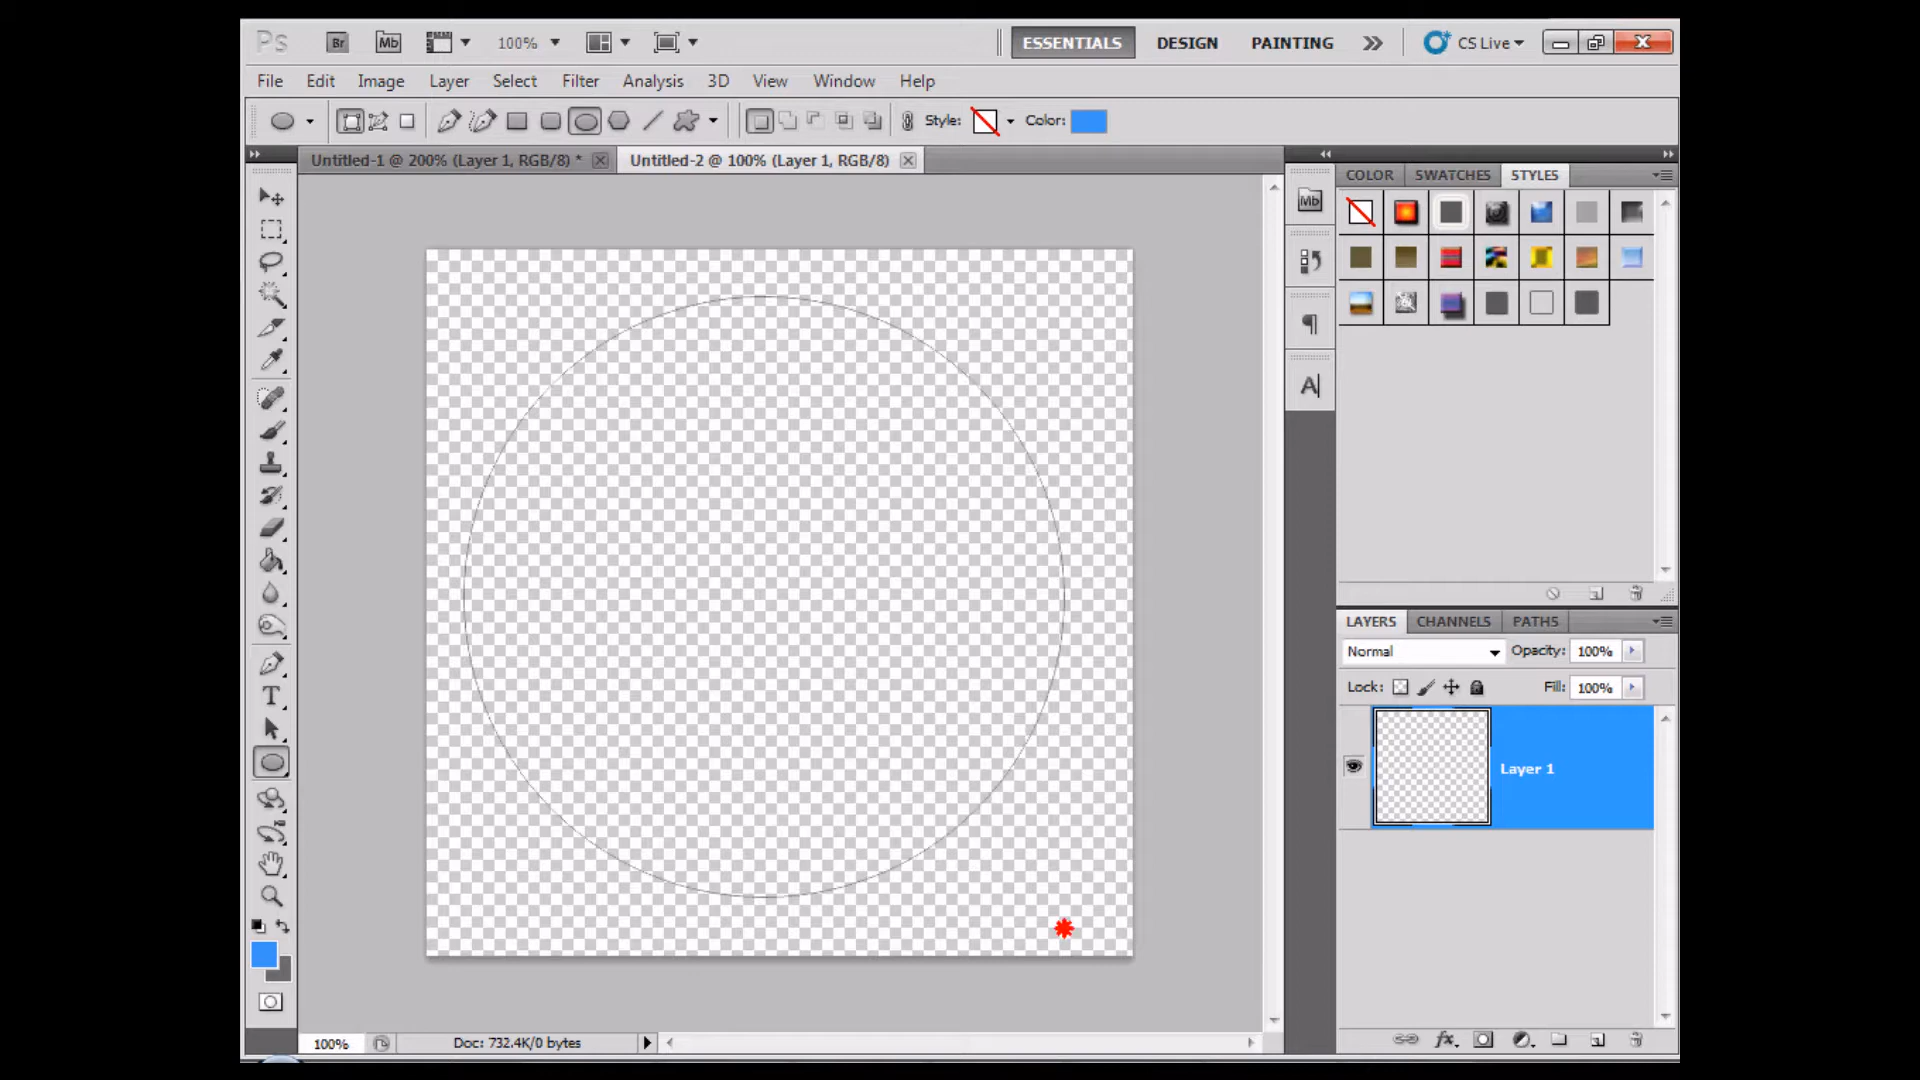 Ps Br Mb 100% ESSENTIALS DESIGN PAINTING CS Live
File Edit Image Layer Select Filter Analysis 3D View Window Help
Style: Color:
Untitled-1 @ 200% (Layer 1, RGB/8) * Untitled-2 @ 100% (Layer 1, RGB/8)
COLOR SWATCHES STYLES
Mb
A
T
LAYERS CHANNELS PATHS
Normal Opacity: 100%
Lock: Fill: 100%
Layer 1
100% Doc: 732.4K/0 bytes
fx